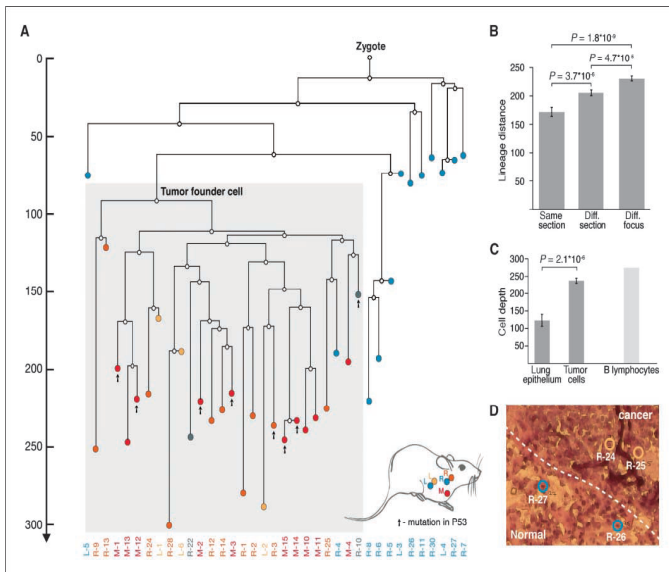 A
Zygote
0
50
100
150
200
250
300
Tumor founder cell
L
L
R
R
M
† - mutation in P53
L-5
R-9
R-13
M-1
M-13
M-12
R-24
L-1
R-28
R-22
M-2
R-12
R-14
M-3
R-1
R-2
L-2
R-3
M-15
M-14
M-10
M-11
R-25
R-4
M-4
R-10
R-8
R-6
R-5
L-3
R-26
R-11
R-30
L-4
R-27
R-7
B
P = 1.8*10⁻⁹
P = 4.7*10⁻⁴
P = 3.7*10⁻⁶
Lineage distance
250
200
150
100
50
Same section
Diff. section
Diff. focus
C
P = 2.1*10⁻⁶
Cell depth
300
250
200
150
100
50
Lung epithelium
Tumor cells
B lymphocytes
D
cancer
R-24
R-25
R-27
R-26
Normal